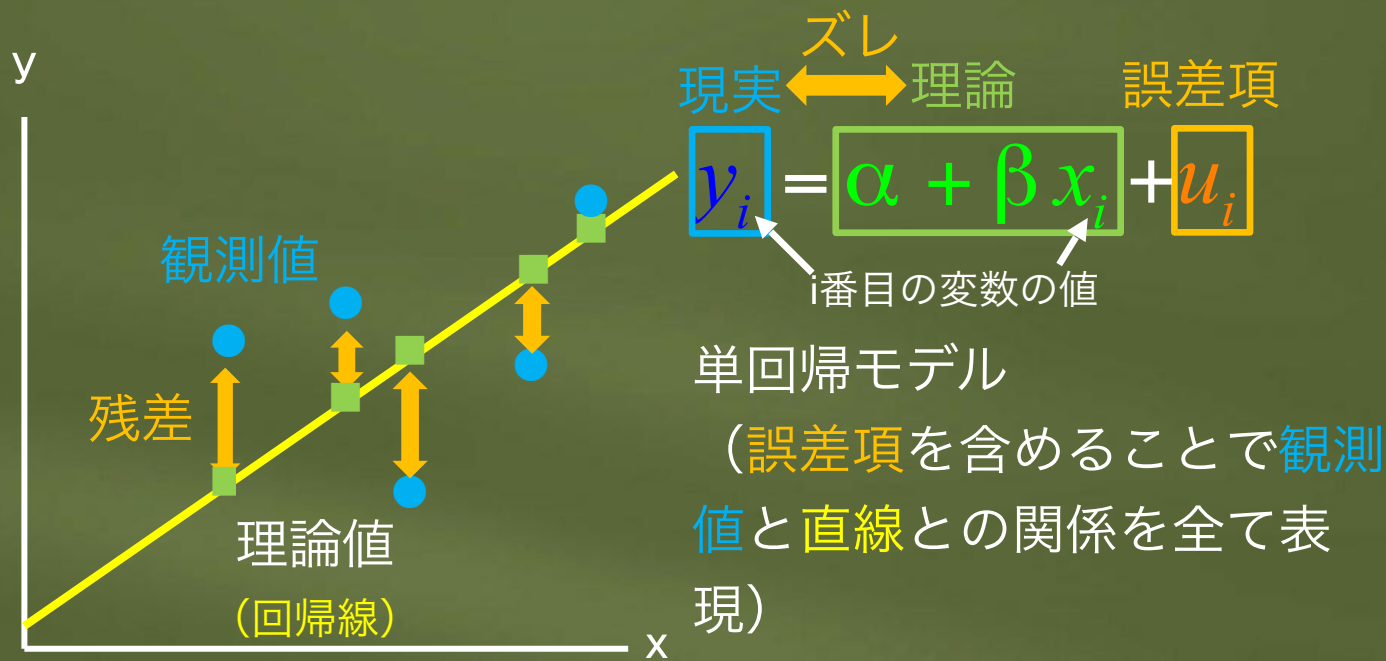 y
観測値
残差
理論値
（回帰線）
x
ズレ
現実 理論 誤差項
y_i = α + β x_i + u_i
i番目の変数の値
単回帰モデル
（誤差項を含めることで観測
値と直線との関係を全て表
現）